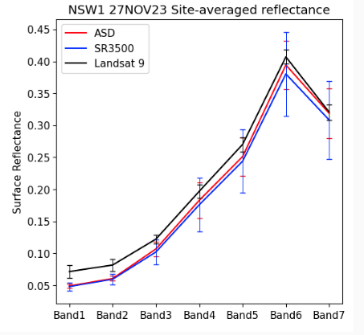 NSW1 27NOV23 Site-averaged reflectance
ASD
SR3500
Landsat 9
Surface Reflectance
0.45
0.40
0.35
0.30
0.25
0.20
0.15
0.10
0.05
Band1 Band2 Band3 Band4 Band5 Band6 Band7